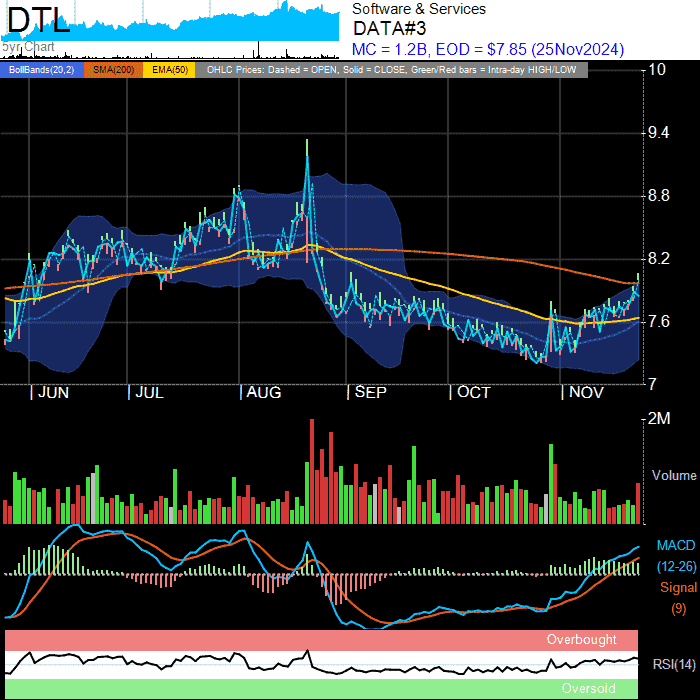 DTL
5yr Chart
Software & Services
DATA#3
MC = 1.2B, EOD = $7.85 (25Nov2024)
BollBands(20,2) SMA(200) EMA(50) OHLC Prices: Dashed = OPEN, Solid = CLOSE, Green/Red bars = Intra-day HIGH/LOW
10
9.4
8.8
8.2
7.6
7
JUN JUL AUG SEP OCT NOV
2M
Volume
MACD
(12-26)
Signal
(9)
Overbought
RSI(14)
Oversold